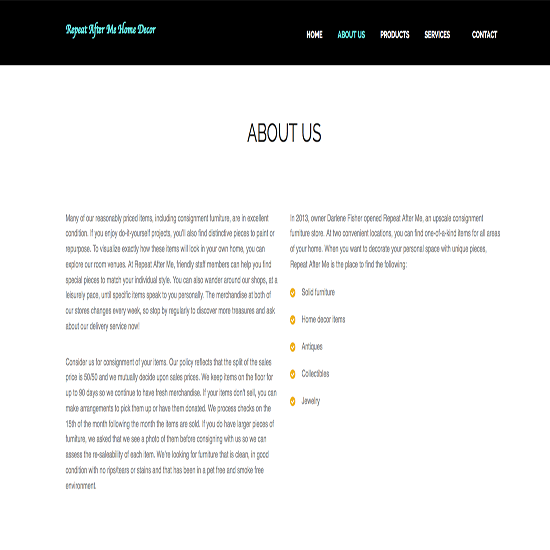 Repeat After Me Home Decor
HOME ABOUT US PRODUCTS SERVICES CONTACT
ABOUT US
Many of our reasonably priced items, including consignment furniture, are in excellent
condition. If you enjoy do-it-yourself projects, you'll also find distinctive pieces to paint or
repurpose. To visualize exactly how these items will look in your own home, you can
explore our room venues. At Repeat After Me, friendly staff members can help you find
special pieces to match your individual style. You can also wander around our shops, at a
leisurely pace, until specific items speak to you personally. The merchandise at both of
our stores changes every week, so stop by regularly to discover more treasures and ask
about our delivery service now!
Consider us for consignment of your items. Our policy reflects that the split of the sales
price is 50/50 and we mutually decide upon sales prices. We keep items on the floor for
up to 90 days so we continue to have fresh merchandise. If your items don't sell, you can
make arrangements to pick them up or have them donated. We process checks on the
15th of the month following the month the items are sold. If you do have larger pieces of
furniture, we asked that we see a photo of them before consigning with us so we can
assess the re-saleability of each item. We're looking for furniture that is clean, in good
condition with no rips/tears or stains and that has been in a pet free and smoke free
environment.
In 2013, owner Darlene Fisher opened Repeat After Me, an upscale consignment
furniture store. At two convenient locations, you can find one-of-a-kind items for all areas
of your home. When you want to decorate your personal space with unique pieces,
Repeat After Me is the place to find the following:
Solid furniture
Home decor items
Antiques
Collectibles
Jewelry